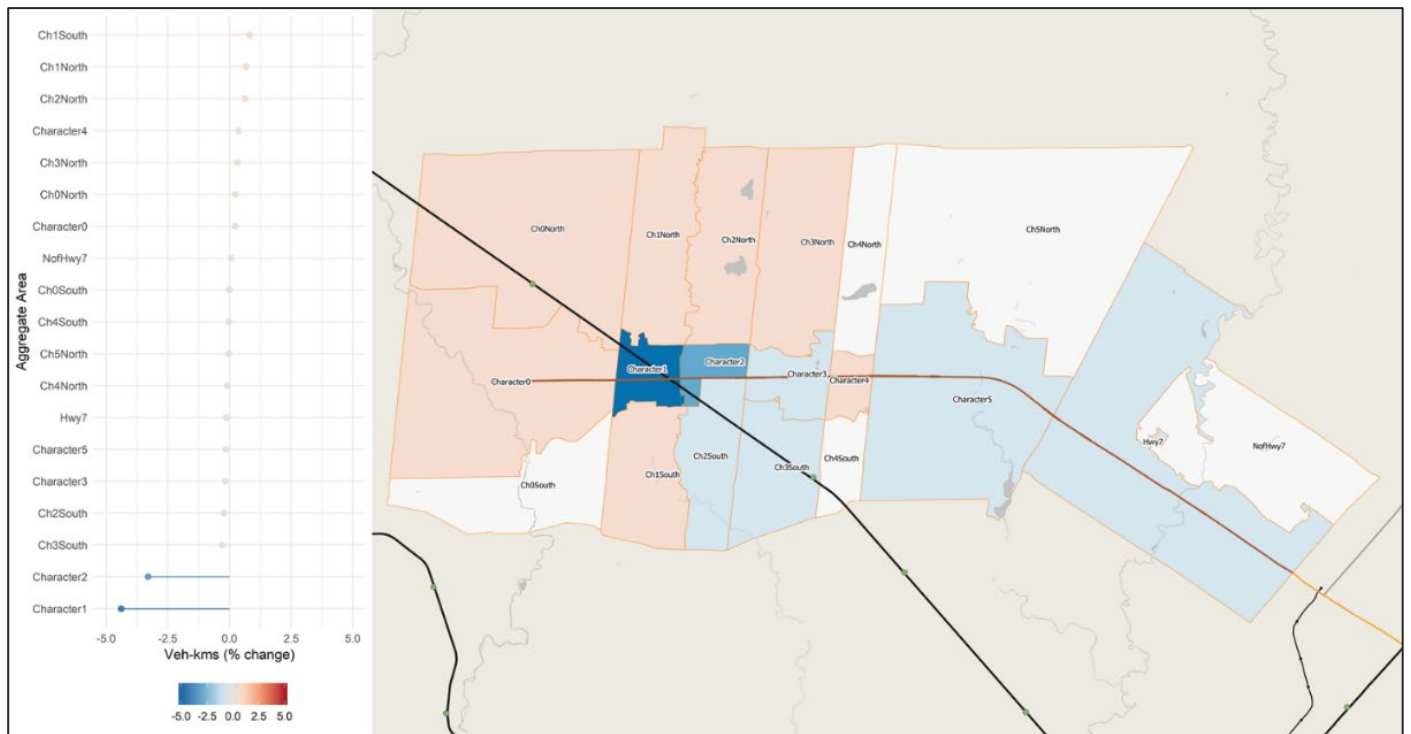 Ch1South
Ch1North
Ch2North
Character4
Ch3North
Ch0North
Character0
NofHwy7
Ch0South
Ch4South
Ch5North
Ch4North
Hwy7
Character5
Character3
Ch2South
Ch3South
Character2
Character1
Aggregate Area
-5.0 -2.5 0.0 2.5 5.0
Veh-kms (% change)
-5.0 -2.5 0.0 2.5 5.0
Ch0North
Ch1North
Ch2North
Ch3North
Ch4North
Ch5North
Character0
Character1
Character2
Character3
Character4
Character5
Hwy7
NofHwy7
Ch0South
Ch1South
Ch2South
Ch3South
Ch4South